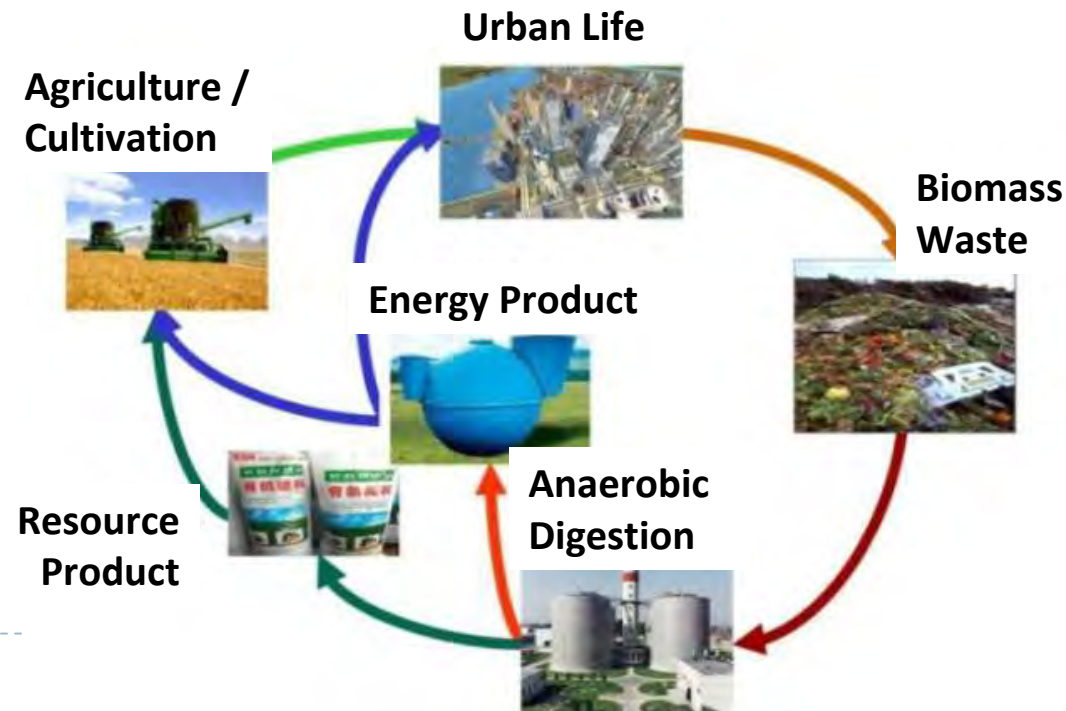 Urban Life
Agriculture /
Cultivation
Biomass
Waste
Energy Product
Anaerobic
Digestion
Resource
Product